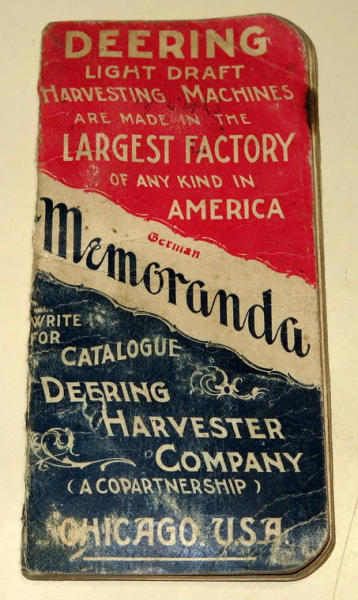 DEERING
LIGHT DRAFT
HARVESTING MACHINES
ARE MADE IN THE
LARGEST FACTORY
OF ANY KIND IN
AMERICA
German
Memoranda
WRITE
FOR
CATALOGUE
DEERING
HARVESTER
COMPANY
(A COPARTNERSHIP)
CHICAGO. U.S.A.